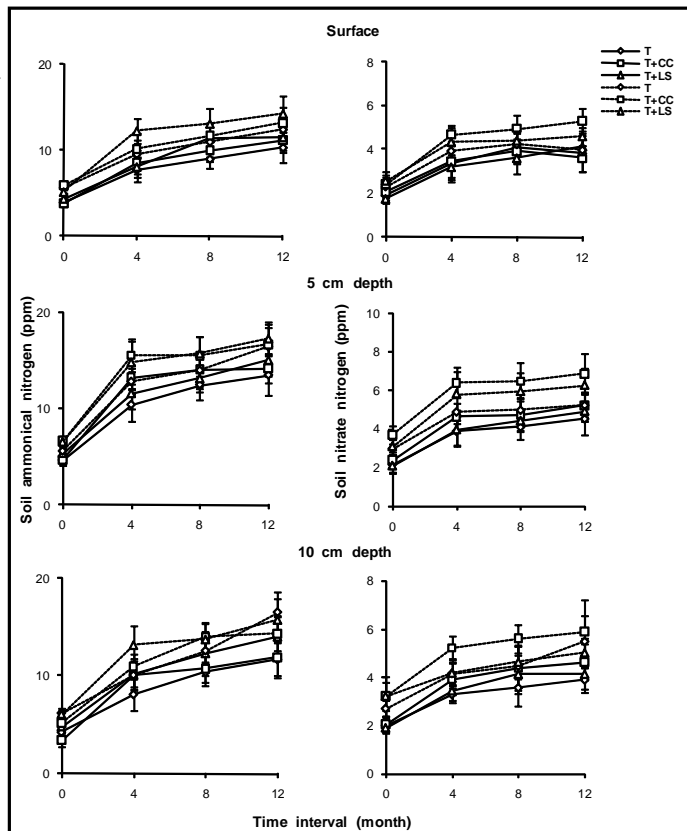 Surface
T
T+CC
T+LS
T
T+CC
T+LS
20
10
0
0 4 8 12
8
6
4
2
0
0 4 8 12
5 cm depth
20
10
0
0 4 8 12
10
8
6
4
2
0
0 4 8 12
Soil ammonical nitrogen (ppm)
Soil nitrate nitrogen (ppm)
10 cm depth
20
10
0
0 4 8 12
8
6
4
2
0
0 4 8 12
Time interval (month)